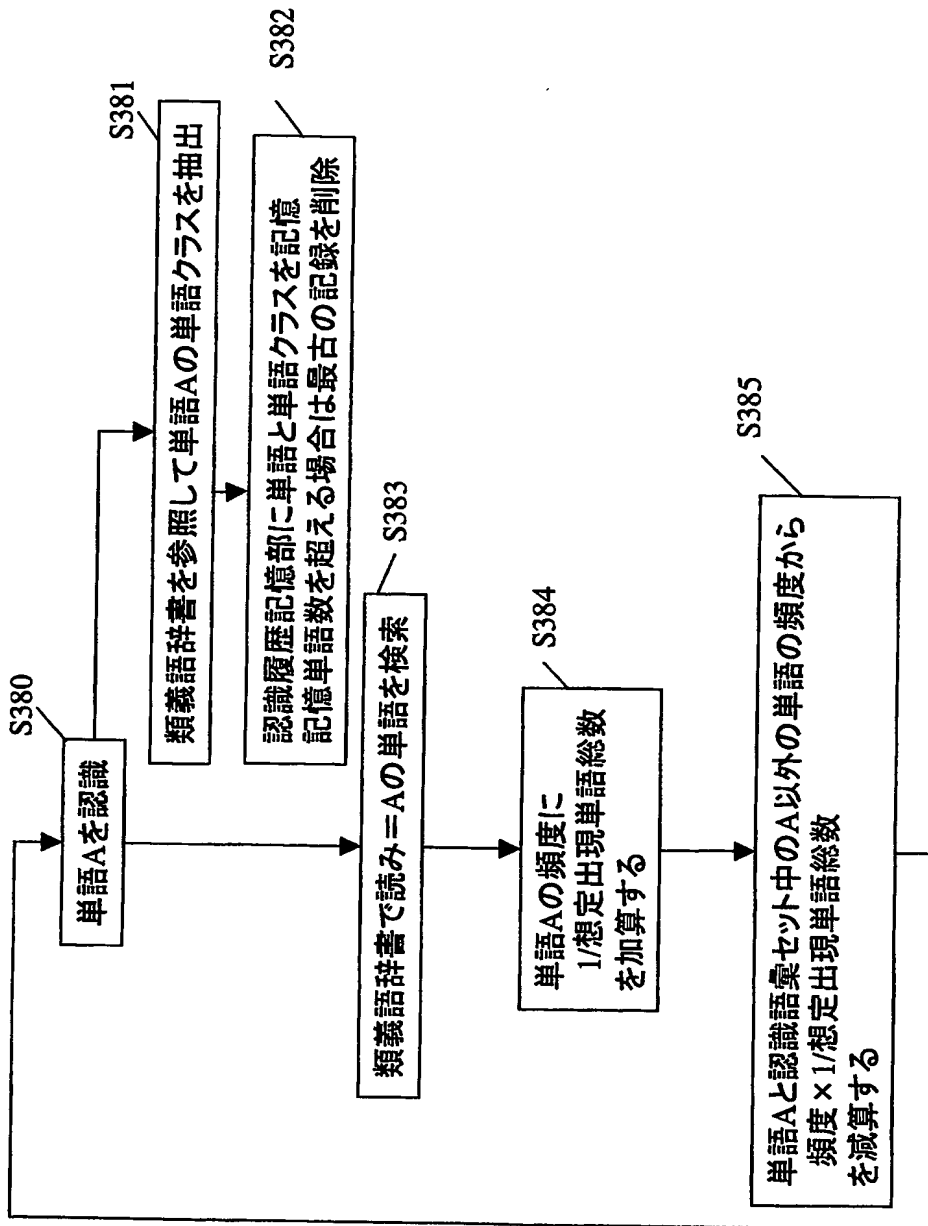 S380
単語Aを認識
S381
類義語辞書を参照して単語Aの単語クラスを抽出
S382
認識履歴記憶部に単語と単語クラスを記憶
記憶単語数を超える場合は最古の記録を削除
S383
類義語辞書で読み＝Aの単語を検索
S384
単語Aの頻度に
1/想定出現単語総数
を加算する
S385
単語Aと認識語彙セット中のA以外の単語の頻度から
頻度×1/想定出現単語総数
を減算する